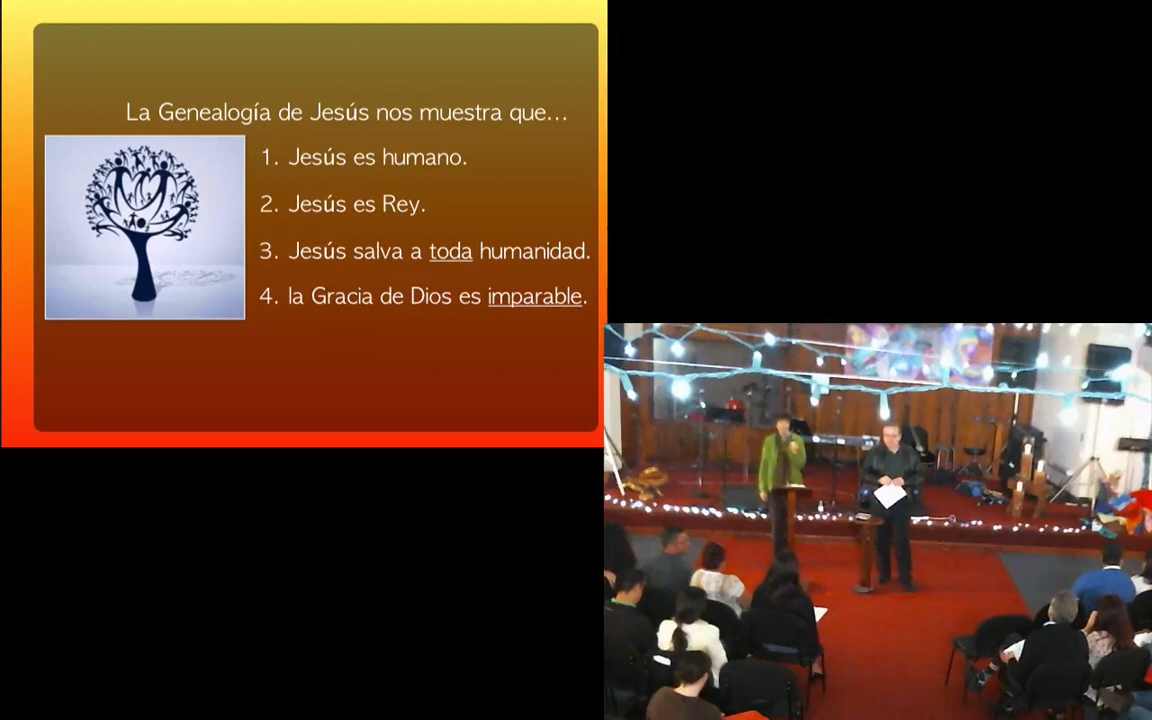 La Genealogía de Jesús nos muestra que...
1. Jesús es humano.
2. Jesús es Rey.
3. Jesús salva a toda humanidad.
4. la Gracia de Dios es imparable.